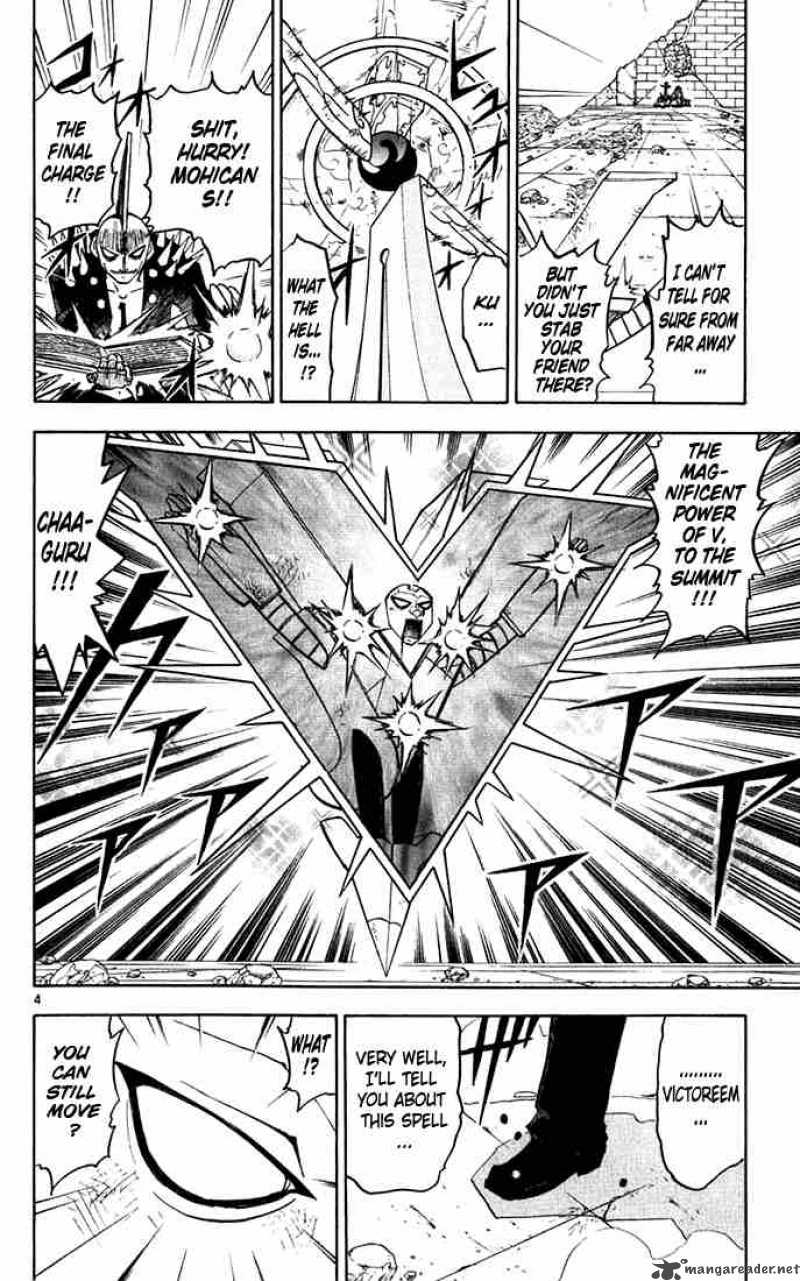 I CAN'T
TELL FOR
SURE FROM
FAR AWAY
...
BUT
DIDN'T
YOU JUST
STAB
YOUR
FRIEND
THERE?
KU
...
WHAT
THE
HELL
IS...
!?
SHIT,
HURRY!
MOHICAN
S!!
THE
FINAL
CHARGE
!!
THE
MAG-
NIFICENT
POWER
OF V,
TO THE
SUMMIT
!!!
CHAA-
GURU
!!!
4
.........
VICTOREEM
...
VERY WELL,
I'LL TELL
YOU ABOUT
THIS SPELL
...
WHAT
!?
YOU
CAN
STILL
MOVE
?
mangareader.net